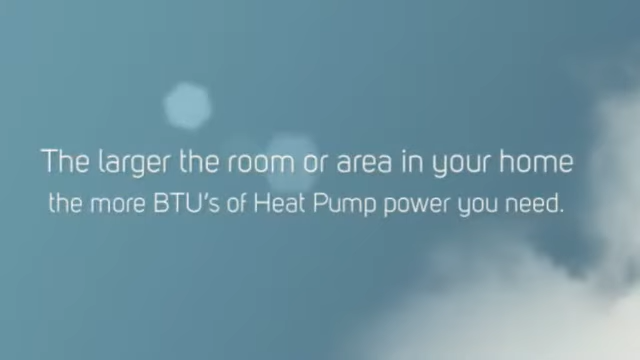 The larger the room or area in your home
the more BTU's of Heat Pump power you need.